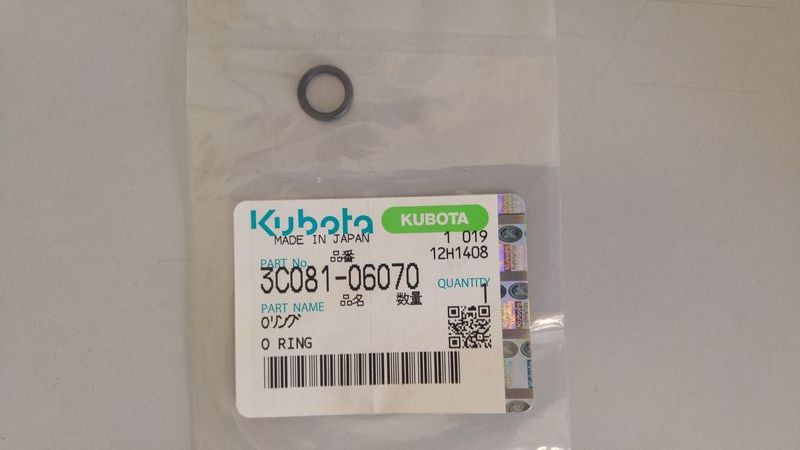 Kubota KUBOTA
MADE IN JAPAN 1 019
12H1408
PART No. 品番
3C081-06070
QUANTITY 1
品名 数量
PART NAME
Oリング
O RING